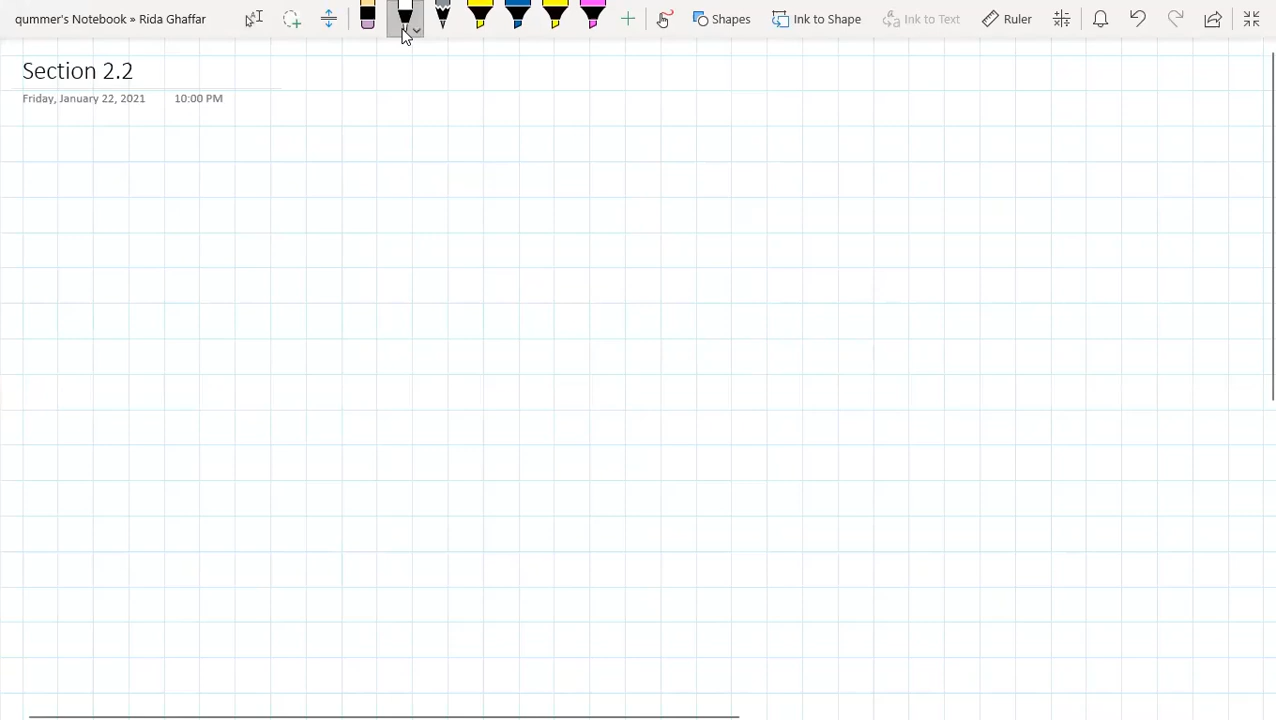 qummer's Notebook » Rida Ghaffar
Shapes
Ink to Shape
Ink to Text
Ruler
Section 2.2
Friday, January 22, 2021 10:00 PM